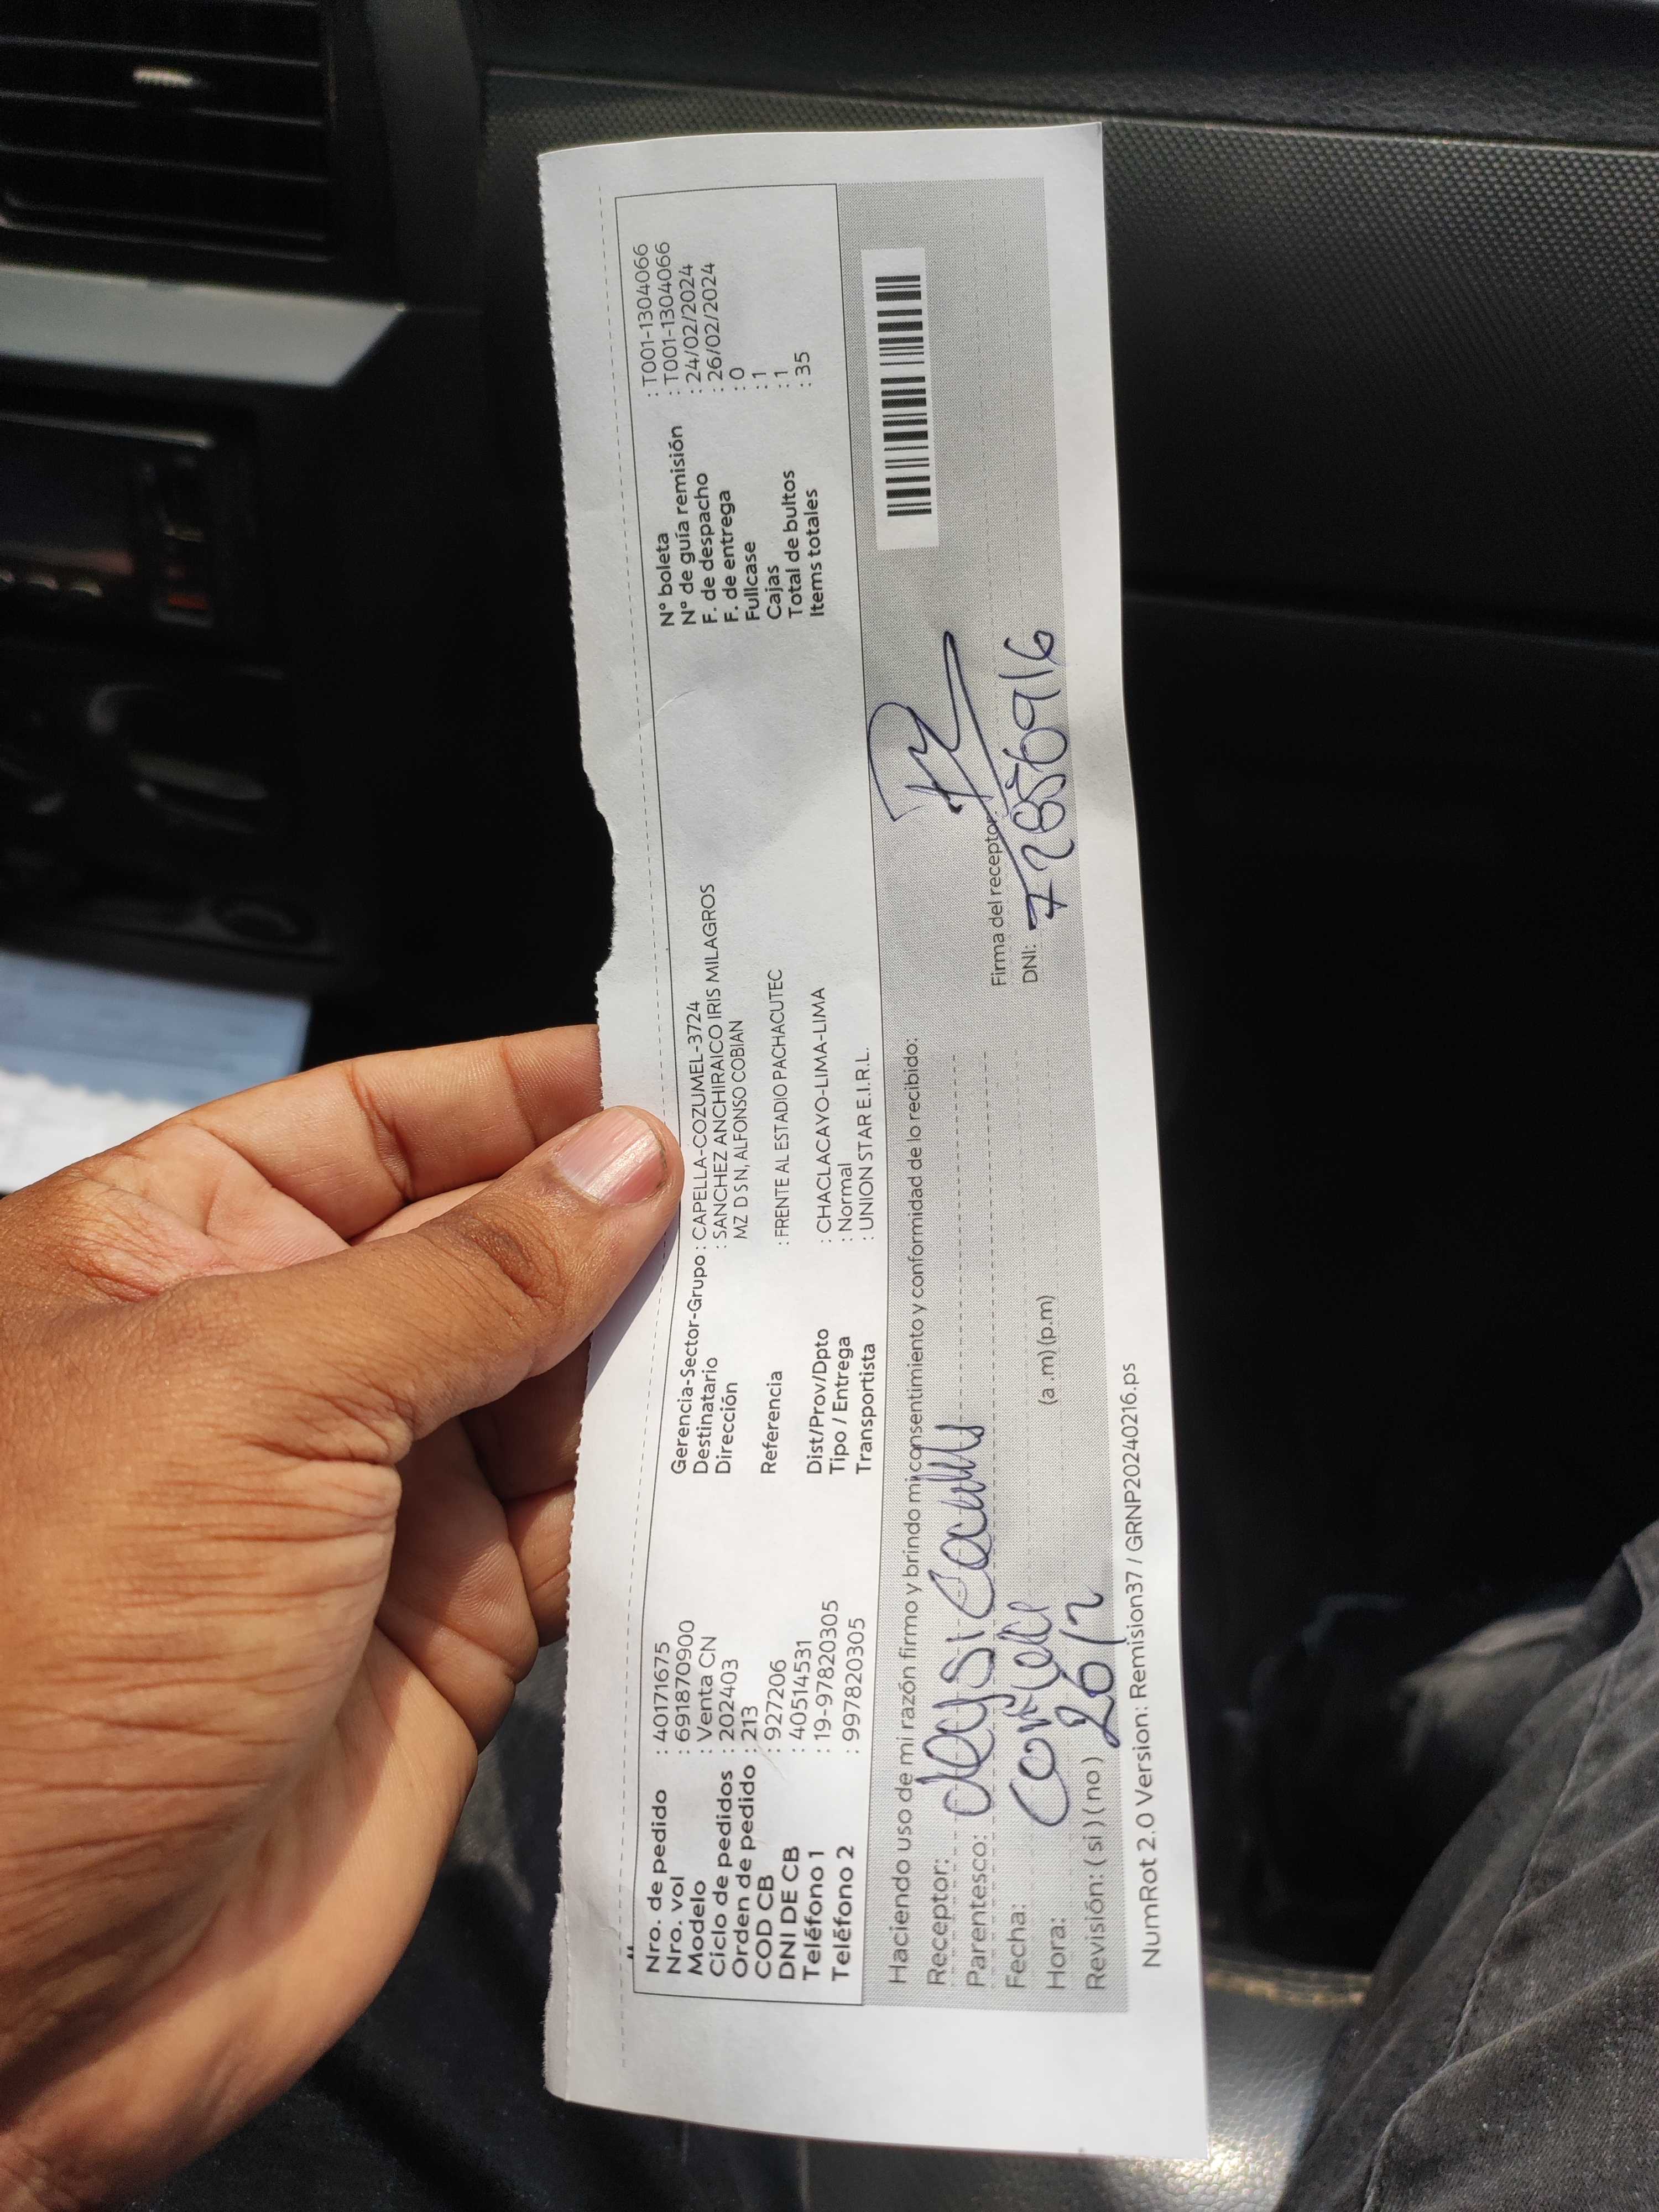 Nro. de pedido : 40171675
Nro. vol : 691870900
Modelo : Venta CN
Ciclo de pedidos : 202403
Orden de pedido : 213
COD CB : 927206
DNI DE CB : 40514531
Teléfono 1 : 19-997820305
Teléfono 2 : 997820305
Gerencia-Sector-Grupo : CAPELLA-COZUMEL-3724
Destinatario : SANCHEZ ANCHIRAICO IRIS MILAGROS
Dirección MZ D SN, ALFONSO COBIAN
Referencia : FRENTE AL ESTADIO PACHACUTEC
Dist/Prov/Dpto : CHACLACAYO-LIMA-LIMA
Tipo / Entrega : Normal
Transportista : UNION STAR E.I.R.L.
N° boleta : T001-1304066
N° de guía remisión : T001-1304066
F. de despacho : 24/02/2024
F. de entrega : 26/02/2024
Fullcase : 0
Cajas : 1
Total de bultos : 1
Items totales : 35
Haciendo uso de mi razón firmo y brindo mi consentimiento y conformidad de lo recibido:
Receptor:
Parentesco: deysi
Fecha:
Hora: (a .m) (p.m)
Revisión: ( si ) ( no ) 26/2
Firma del receptor:
DNI: 72856916
NumRot 2.0 Version: Remision37 / GRNP20240216.ps